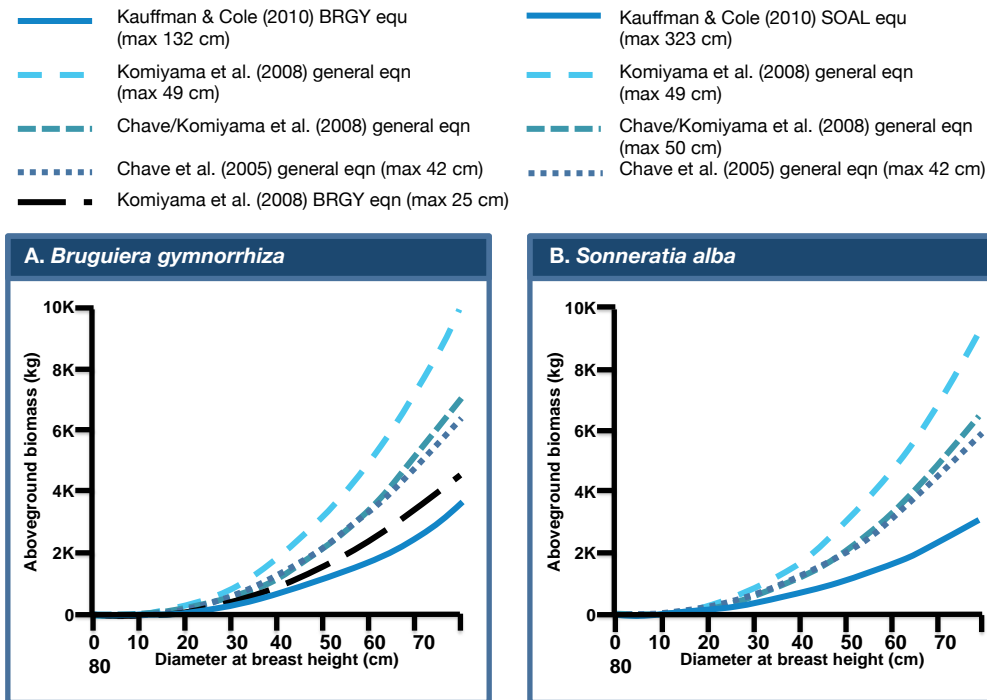 Kauffman & Cole (2010) BRGY equ
(max 132 cm)
Komiyama et al. (2008) general eqn
(max 49 cm)
Chave/Komiyama et al. (2008) general eqn
Chave et al. (2005) general eqn (max 42 cm)
Komiyama et al. (2008) BRGY eqn (max 25 cm)
Kauffman & Cole (2010) SOAL equ
(max 323 cm)
Komiyama et al. (2008) general eqn
(max 49 cm)
Chave/Komiyama et al. (2008) general eqn
(max 50 cm)
Chave et al. (2005) general eqn (max 42 cm)
A. Bruguiera gymnorrhiza
Aboveground biomass (kg)
10K
8K
6K
4K
2K
0
0 10 20 30 40 50 60 70
80
Diameter at breast height (cm)
B. Sonneratia alba
Aboveground biomass (kg)
10K
8K
6K
4K
2K
0
0 10 20 30 40 50 60 70
80
Diameter at breast height (cm)